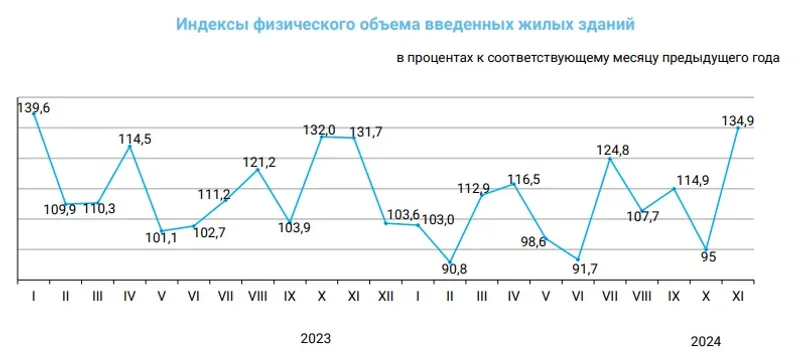 Индексы физического объема введенных жилых зданий
в процентах к соответствующему месяцу предыдущего года
139,6 109,9 110,3 114,5 101,1 102,7 111,2 121,2 103,9 132,0 131,7 103,6 103,0 90,8 112,9 116,5 98,6 91,7 124,8 107,7 114,9 95 134,9
I II III IV V VI VII VIII IX X XI XII I II III IV V VI VII VIII IX X XI
2023 2024